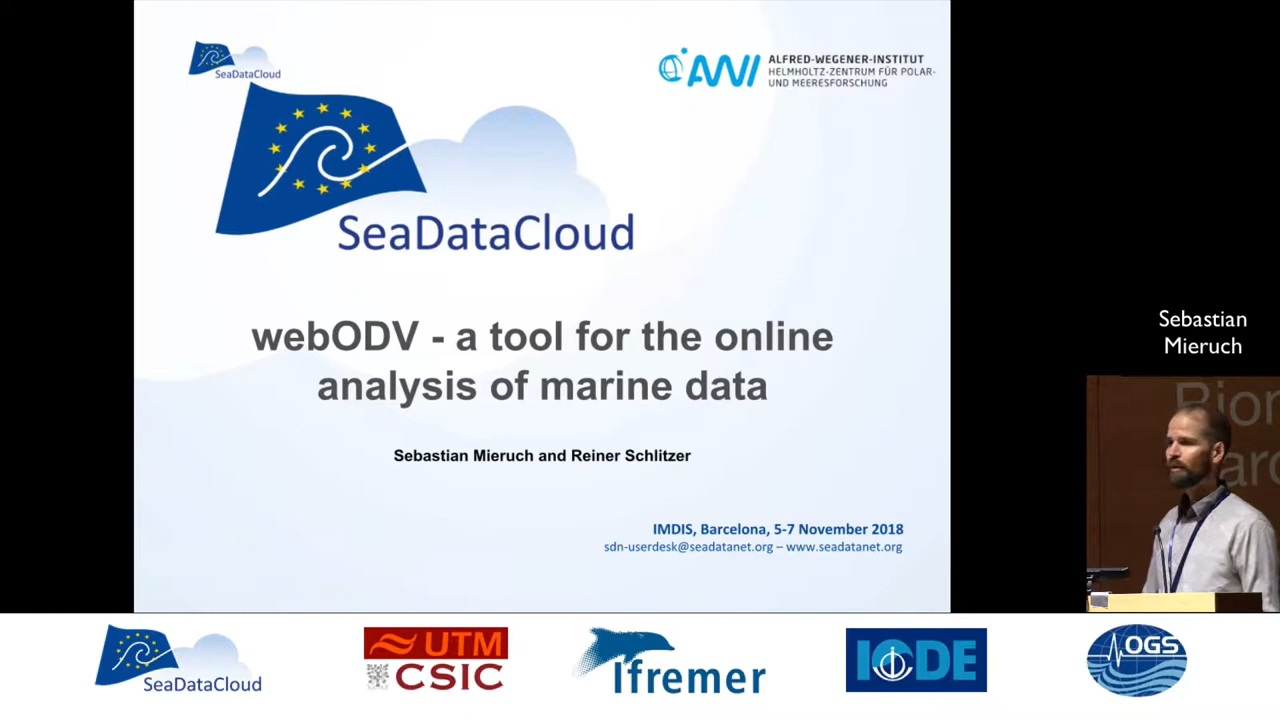 SeaDataCloud
AWI
ALFRED-WEGENER-INSTITUT
HELMHOLTZ-ZENTRUM FÜR POLAR-
UND MEERESFORSCHUNG
SeaDataCloud
webODV - a tool for the online
analysis of marine data
Sebastian Mieruch and Reiner Schlitzer
IMDIS, Barcelona, 5-7 November 2018
sdn-userdesk@seadatanet.org – www.seadatanet.org
Sebastian
Mieruch
SeaDataCloud
UTM
CSIC
Ifremer
IODE
OGS